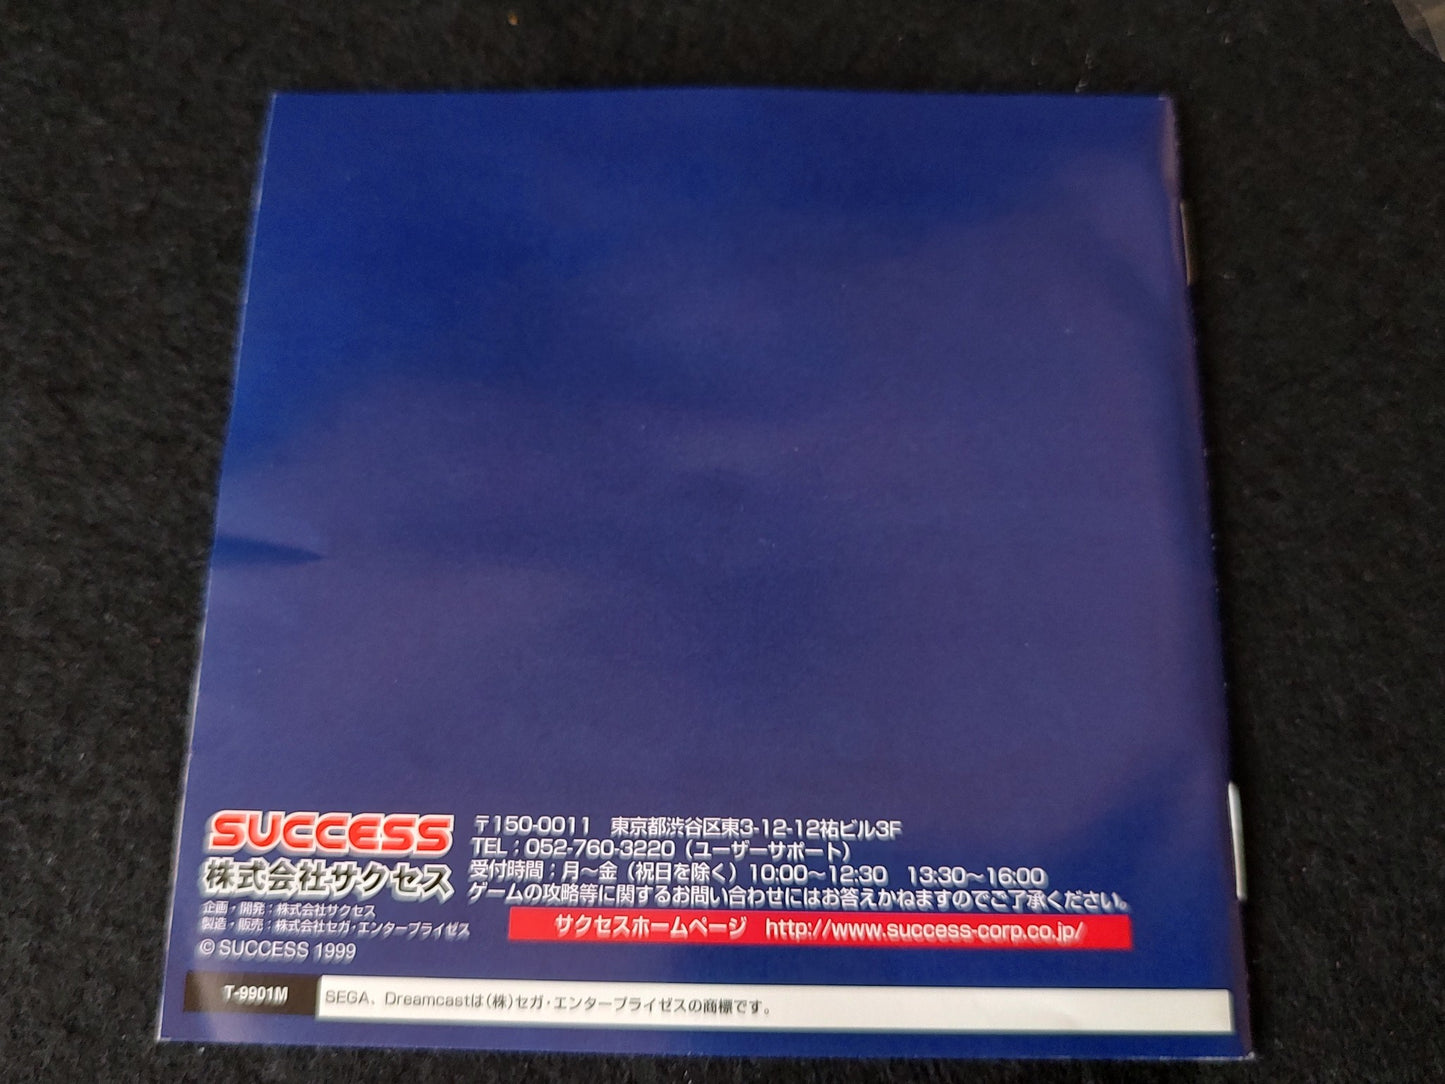 SUCCESS
株式会社サクセス
企画・開発：株式会社サクセス
製造・販売：株式会社セガ・エンタープライゼス
© SUCCESS 1999
〒150-0011　東京都渋谷区東3-12-12祐ビル3F
TEL：052-760-3220（ユーザーサポート）
受付時間：月～金（祝日を除く）10:00～12:30　13:30～16:00
ゲームの攻略等に関するお問い合わせにはお答えかねますのでご了承ください。
サクセスホームページ　http://www.success-corp.co.jp/
T-9901M
SEGA、Dreamcastは（株）セガ・エンタープライゼスの商標です。